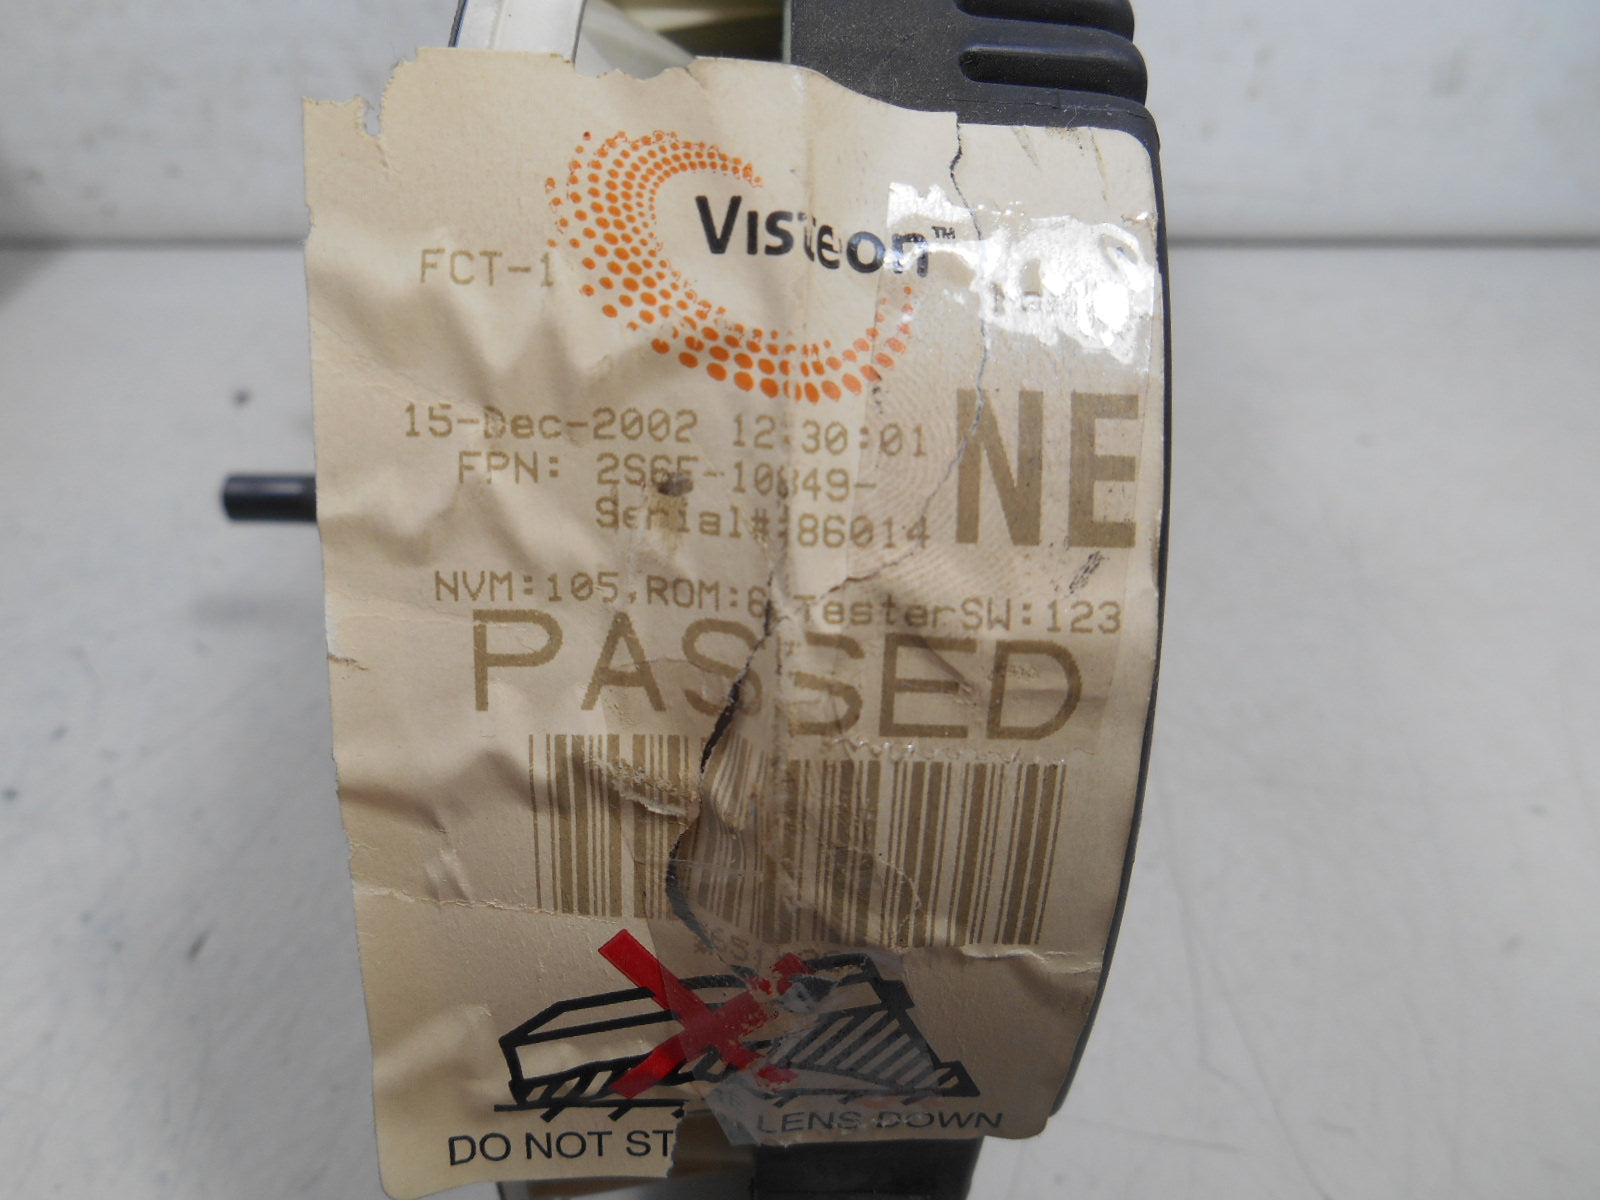 Visteon™
FCT-1
15-Dec-2002 12:30:01
FPN: 2S6F-10849-
Serial#:86014
NE
NVM:105,ROM:6 TesterSW:123
PASSED
DO NOT ST LENS DOWN